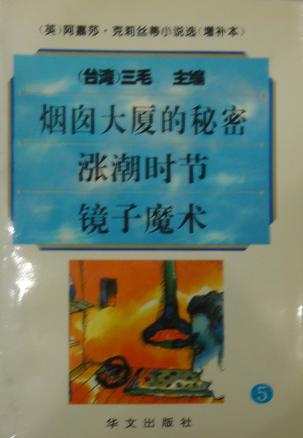 (英)阿嘉莎·克莉丝蒂小说选(增补本)
(台湾)三毛 主编
烟囱大厦的秘密
涨潮时节
镜子魔术
5
华文出版社